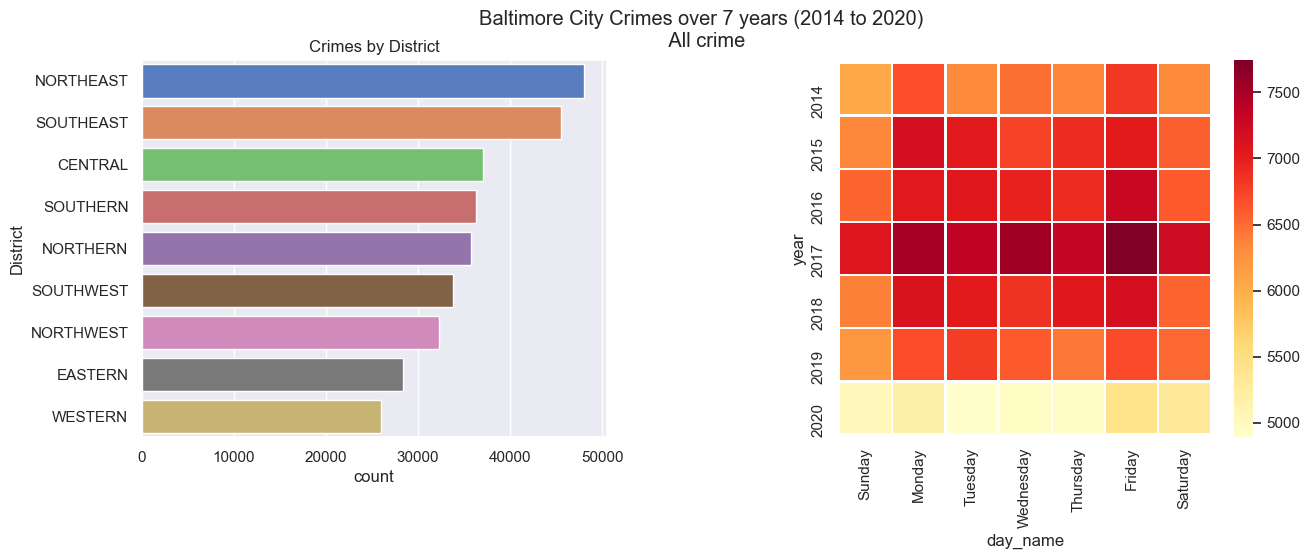 Baltimore City Crimes over 7 years (2014 to 2020)
All crime
Crimes by District
District
NORTHEAST
SOUTHEAST
CENTRAL
SOUTHERN
NORTHERN
SOUTHWEST
NORTHWEST
EASTERN
WESTERN
0 10000 20000 30000 40000 50000
count
year
2014
2015
2016
2017
2018
2019
2020
Sunday Monday Tuesday Wednesday Thursday Friday Saturday
day_name
7500
7000
6500
6000
5500
5000